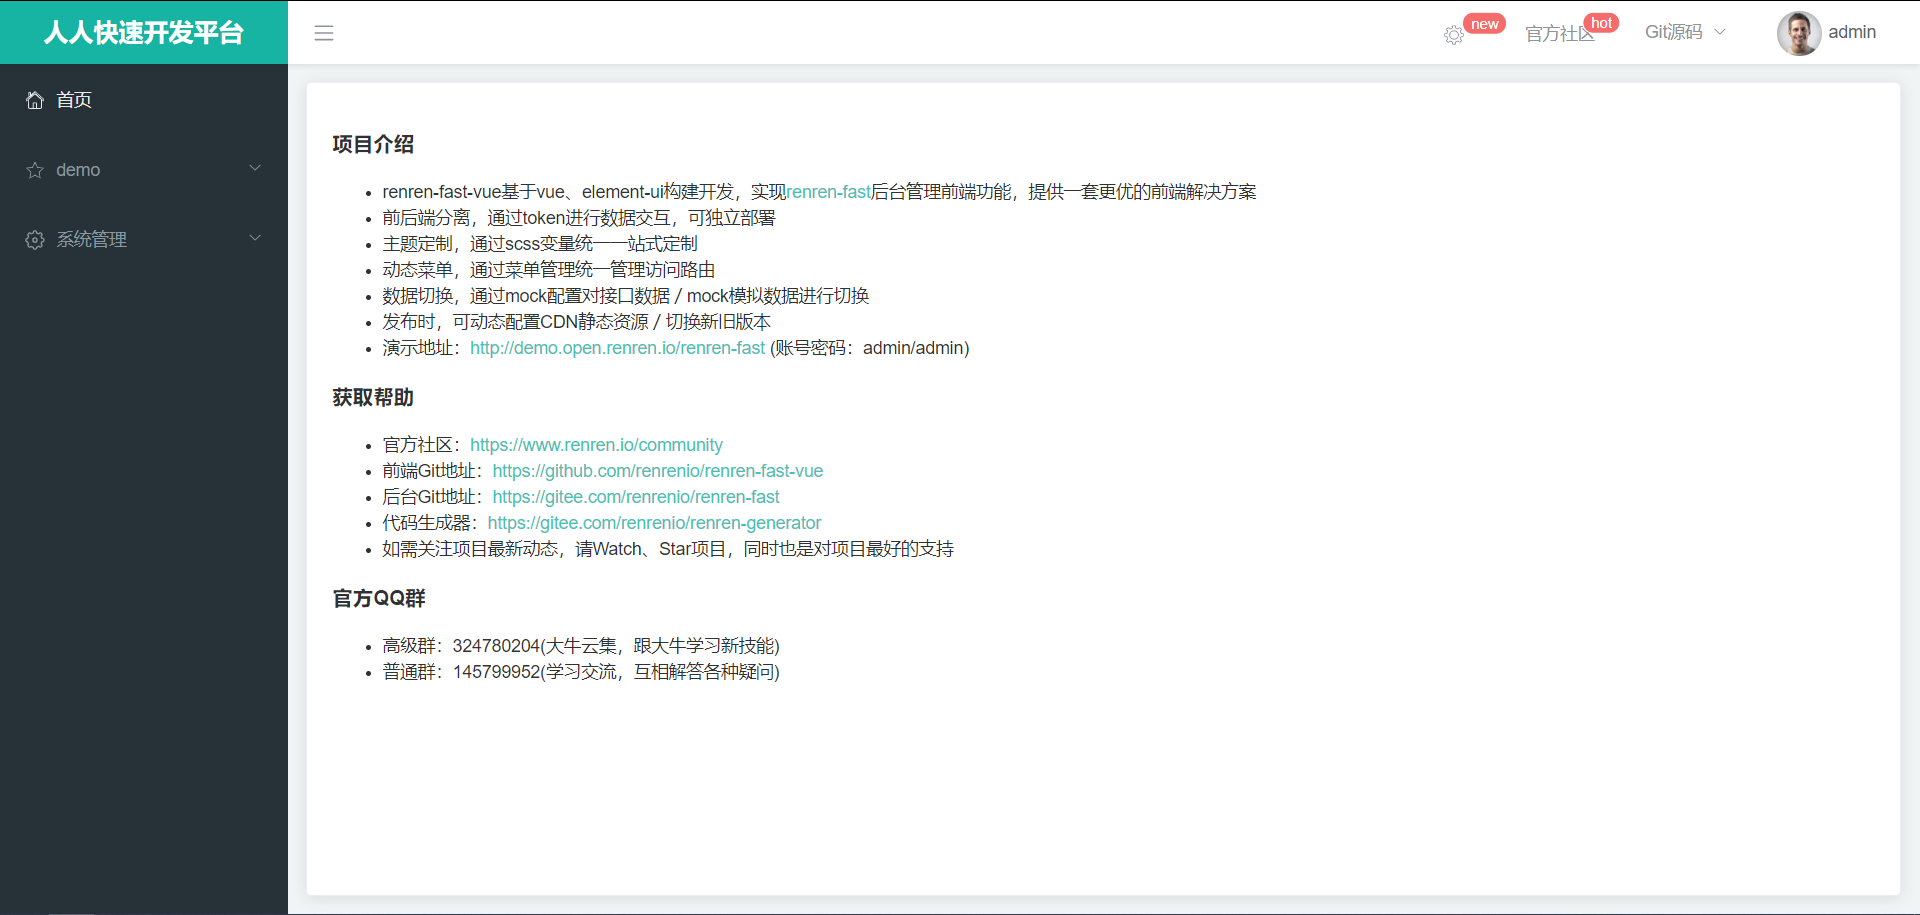 人人快速开发平台
new
官方社区
hot
Git源码
admin
首页
demo
系统管理
项目介绍
renren-fast-vue基于vue、element-ui构建开发，实现renren-fast后台管理前端功能，提供一套更优的前端解决方案
前后端分离，通过token进行数据交互，可独立部署
主题定制，通过scss变量统一一站式定制
动态菜单，通过菜单管理统一管理访问路由
数据切换，通过mock配置对接口数据／mock模拟数据进行切换
发布时，可动态配置CDN静态资源／切换新旧版本
演示地址：http://demo.open.renren.io/renren-fast (账号密码：admin/admin)
获取帮助
官方社区：https://www.renren.io/community
前端Git地址：https://github.com/renrenio/renren-fast-vue
后台Git地址：https://gitee.com/renrenio/renren-fast
代码生成器：https://gitee.com/renrenio/renren-generator
如需关注项目最新动态，请Watch、Star项目，同时也是对项目最好的支持
官方QQ群
高级群：324780204(大牛云集，跟大牛学习新技能)
普通群：145799952(学习交流，互相解答各种疑问)